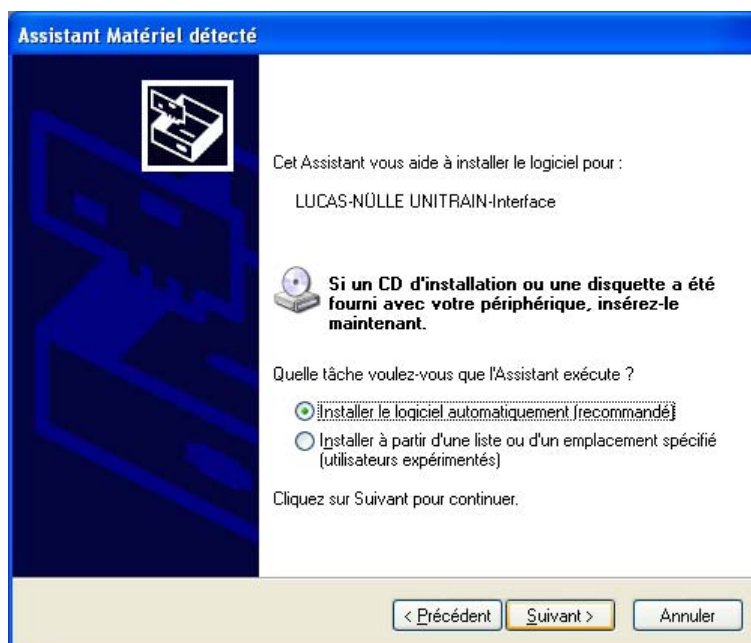 Assistant Matériel détecté
Cet Assistant vous aide à installer le logiciel pour :
LUCAS-NÜLLE UNITRAIN-Interface
Si un CD d'installation ou une disquette a été
fourni avec votre périphérique, insérez-le
maintenant.
Quelle tâche voulez-vous que l'Assistant exécute ?
Installer le logiciel automatiquement (recommandé)
Installer à partir d'une liste ou d'un emplacement spécifié
(utilisateurs expérimentés)
Cliquez sur Suivant pour continuer.
< Précédent
Suivant >
Annuler